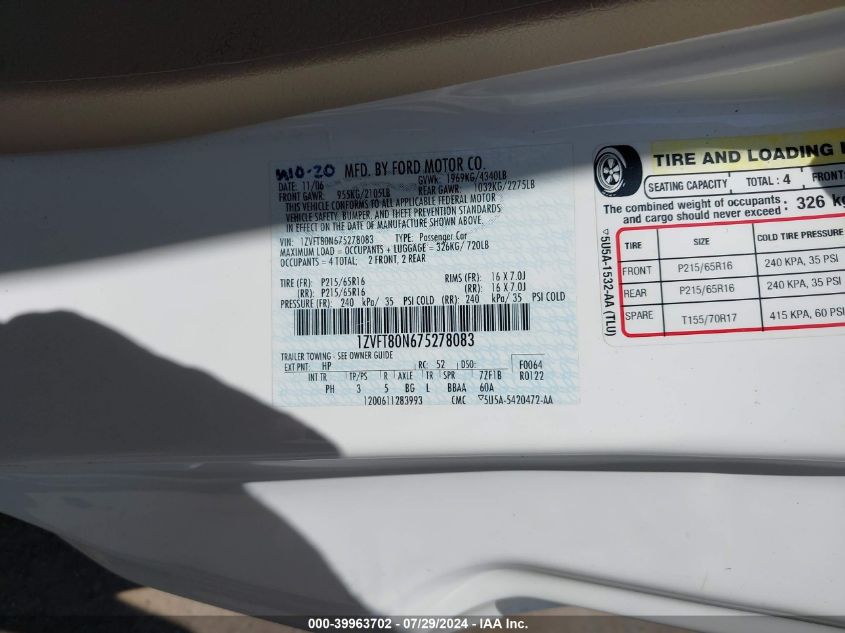 M10-20 MFD. BY FORD MOTOR CO.
DATE: 11/06 GVWR: 1969KG/4340LB
FRONT GAWR: 955KG/2105LB REAR GAWR: 1032KG/2275LB
THIS VEHICLE CONFORMS TO ALL APPLICABLE FEDERAL MOTOR
VEHICLE SAFETY, BUMPER, AND THEFT PREVENTION STANDARDS
IN EFFECT ON THE DATE OF MANUFACTURE SHOWN ABOVE.
VIN: 1ZVFT80N675278083 TYPE: Passenger Car
MAXIMUM LOAD = OCCUPANTS + LUGGAGE = 326KG/ 720LB
OCCUPANTS = 4 TOTAL; 2 FRONT, 2 REAR
TIRE (FR): P215/65R16 RIMS (FR): 16 X 7.0J
(RR): P215/65R16 (RR): 16 X 7.0J
PRESSURE (FR): 240 kPa/ 35 PSI COLD (RR): 240 kPa/ 35 PSI COLD
1ZVFT80N675278083
TRAILER TOWING - SEE OWNER GUIDE
EXT PNT: HP RC: 52 DSO: F0064
INT TR TP/PS R AXLE TR SPR 7ZF1B R0122
PH 3 5 BG L BBAA 60A
1200611283993 CMC ▽5U5A-5420472-AA
TIRE AND LOADING
SEATING CAPACITY TOTAL : 4 FRONT:
The combined weight of occupants
and cargo should never exceed : 326 kg
TIRE SIZE COLD TIRE PRESSURE
FRONT P215/65R16 240 KPA, 35 PSI
REAR P215/65R16 240 KPA, 35 PSI
SPARE T155/70R17 415 KPA, 60 PSI
▽5U5A-1532-AA (TLU)
000-39963702 - 07/29/2024 - IAA Inc.